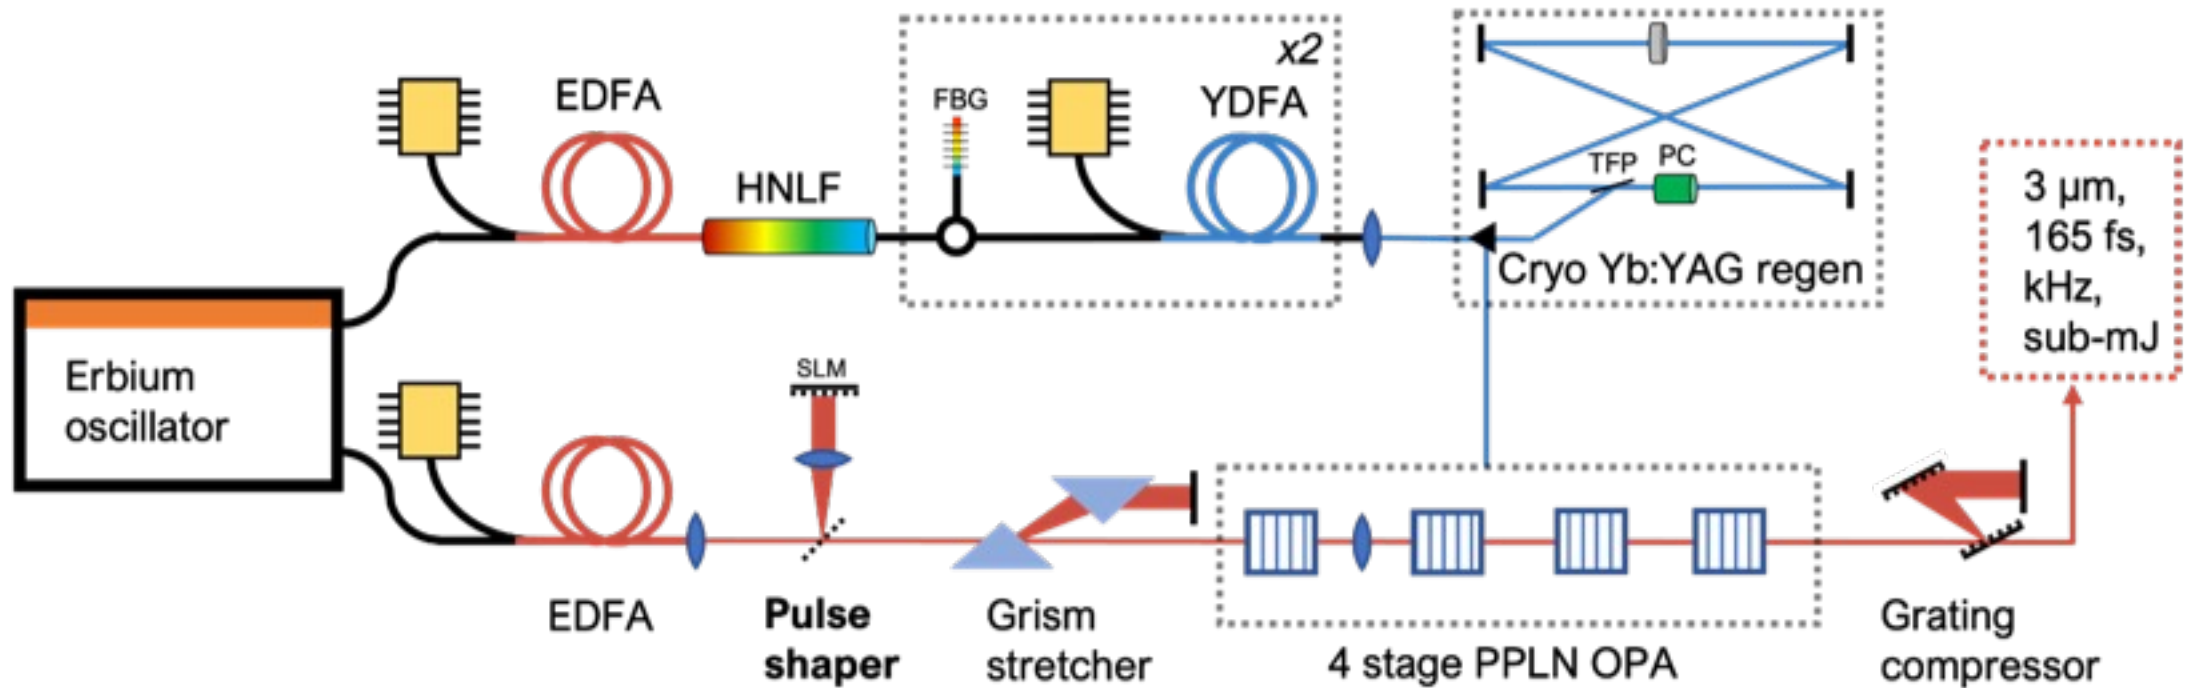 x2
EDFA
FBG
YDFA
HNLF
TFP
PC
Cryo Yb:YAG regen
3 µm,
165 fs,
kHz,
sub-mJ
Erbium
oscillator
SLM
EDFA
Pulse
shaper
Grism
stretcher
4 stage PPLN OPA
Grating
compressor